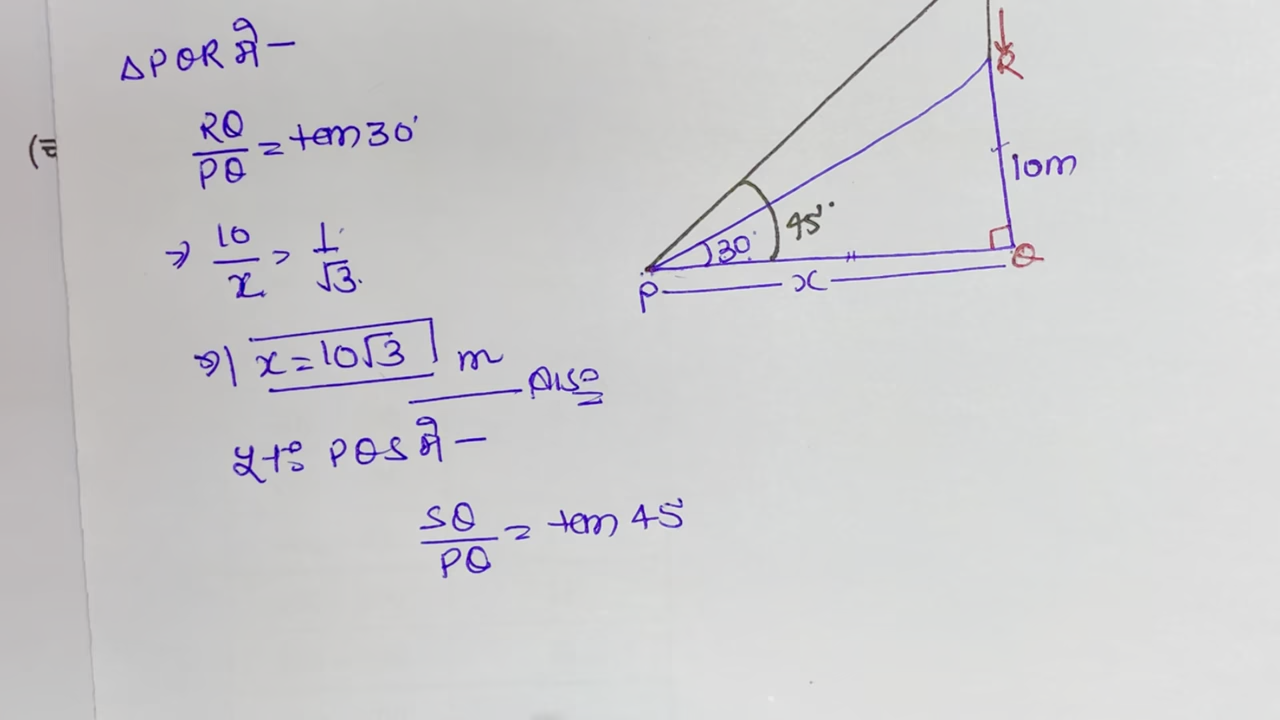 ΔPQR में –
RQ/PQ = tan 30°
⇒ 10/x = 1/√3
⇒ x = 10√3 m
Ans
पुनः PQS में –
SQ/PQ = tan 45°
R
10m
45°
30°
Q
P x